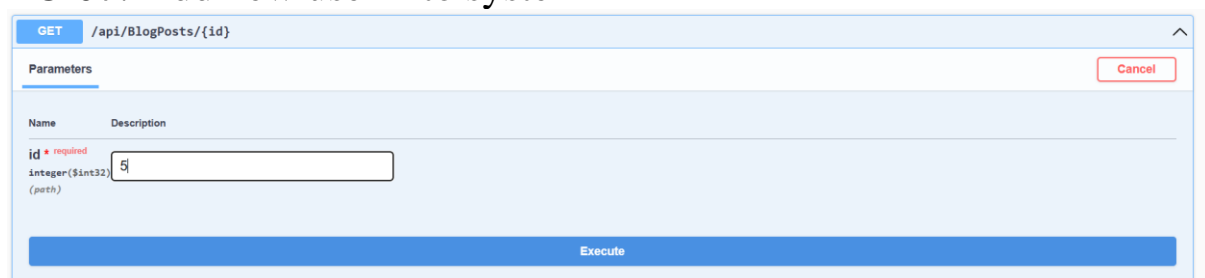 GET /api/BlogPosts/{id}
Parameters
Cancel
Name Description
id * required
5
integer($int32)
(path)
Execute